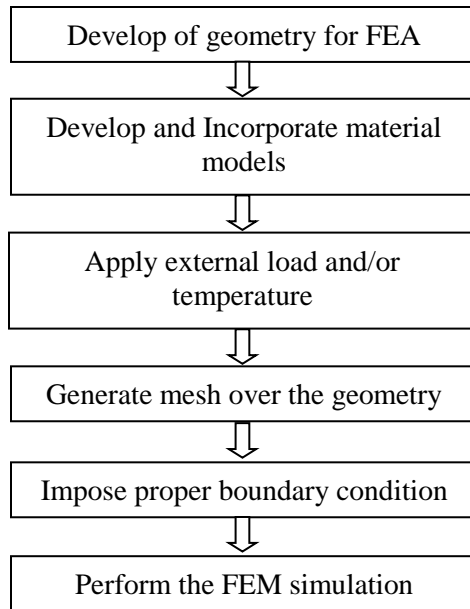 Develop of geometry for FEA
Develop and Incorporate material
models
Apply external load and/or
temperature
Generate mesh over the geometry
Impose proper boundary condition
Perform the FEM simulation